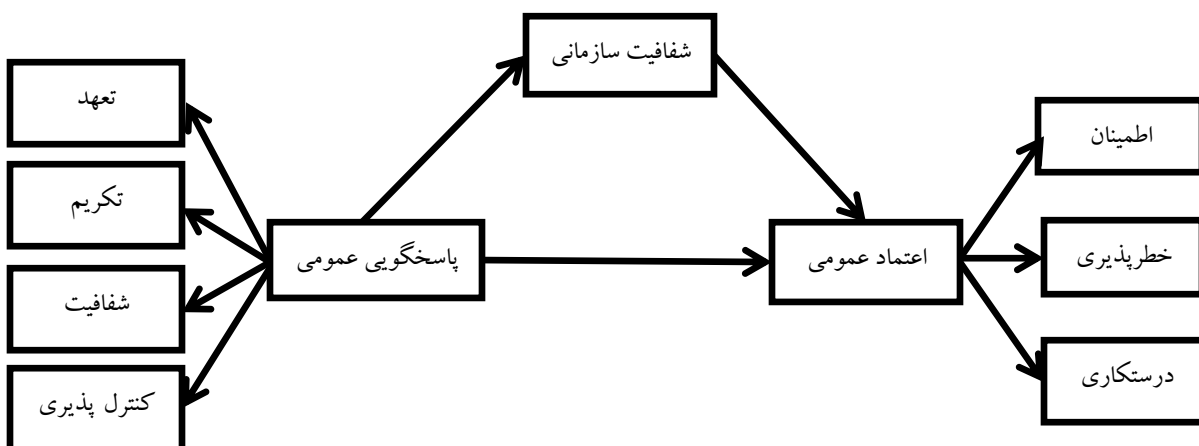 شفافیت سازمانی
تعهد
تکریم
شفافیت
کنترل پذیری
پاسخگویی عمومی
اعتماد عمومی
اطمینان
خطرپذیری
درستکاری